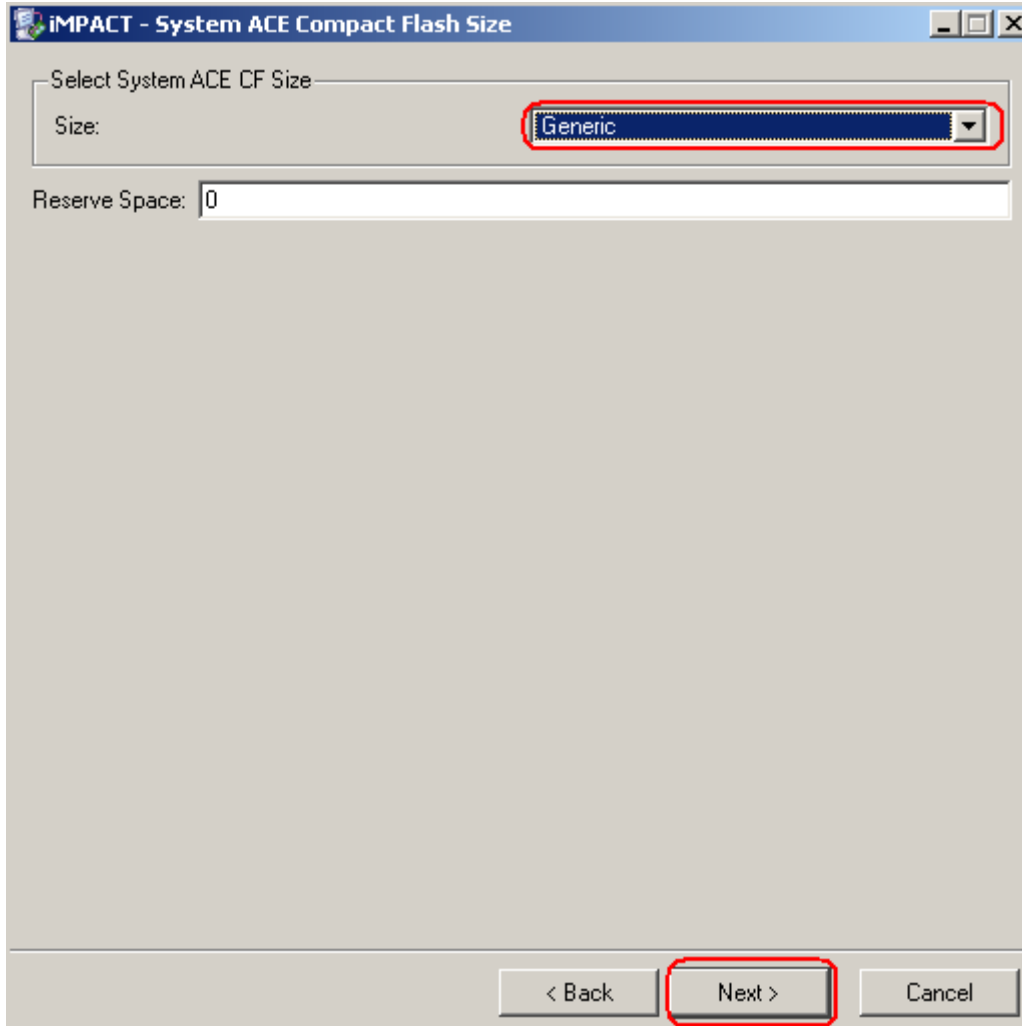 iMPACT - System ACE Compact Flash Size
Select System ACE CF Size
Size: Generic
Reserve Space: 0
< Back Next > Cancel